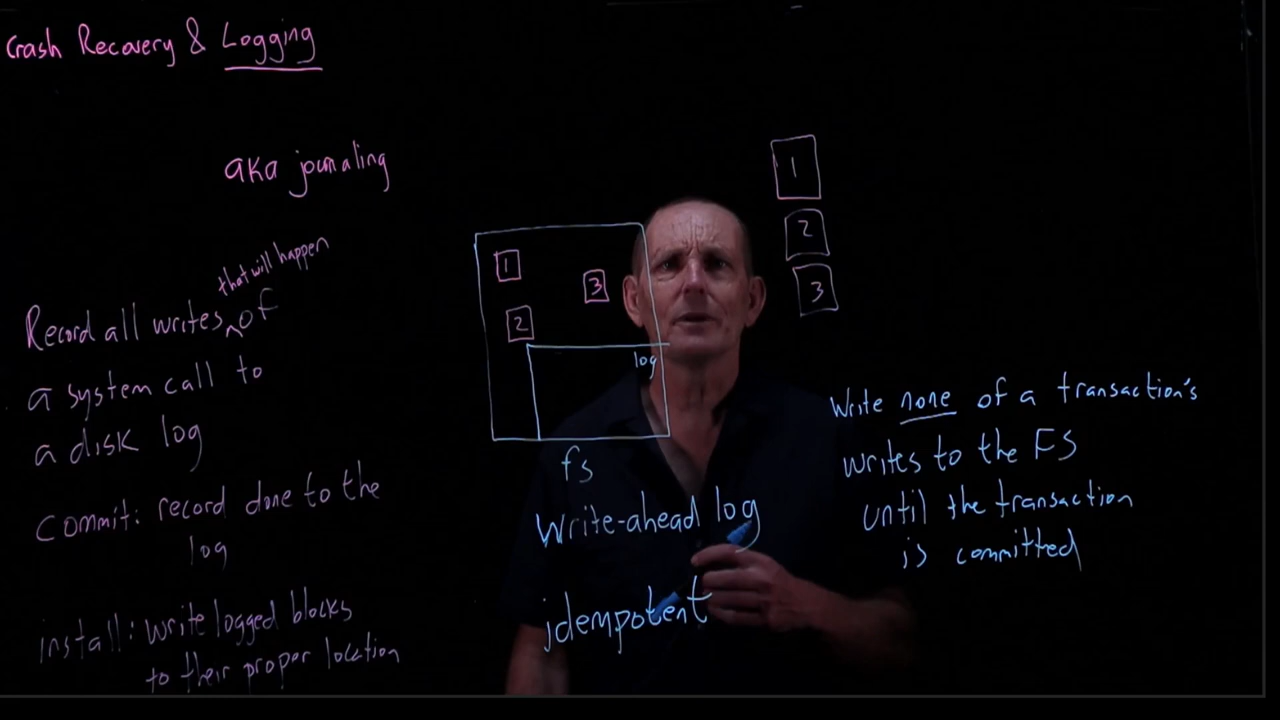 Crash Recovery & Logging
aka journaling
that will happen
Record all writes ^ of
a system call to
a disk log
Commit: record done to the
log
install: write logged blocks
to their proper location
1
3
2
log
fs
Write-ahead log
idempotent
1
2
3
Write none of a transaction's
writes to the FS
until the transaction
is committed